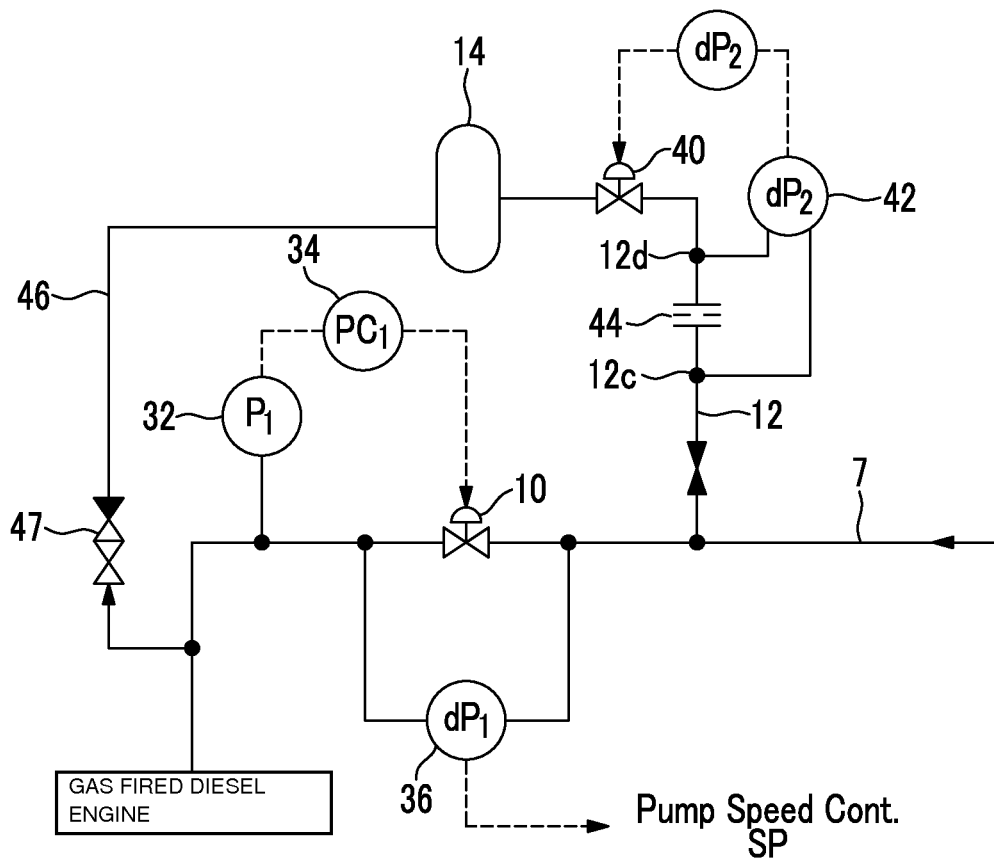 14
dP2
40
dP2
42
34
12d
46
PC1
44
12c
32
P1
12
10
7
47
dP1
36
GAS FIRED DIESEL
ENGINE
Pump Speed Cont.
SP